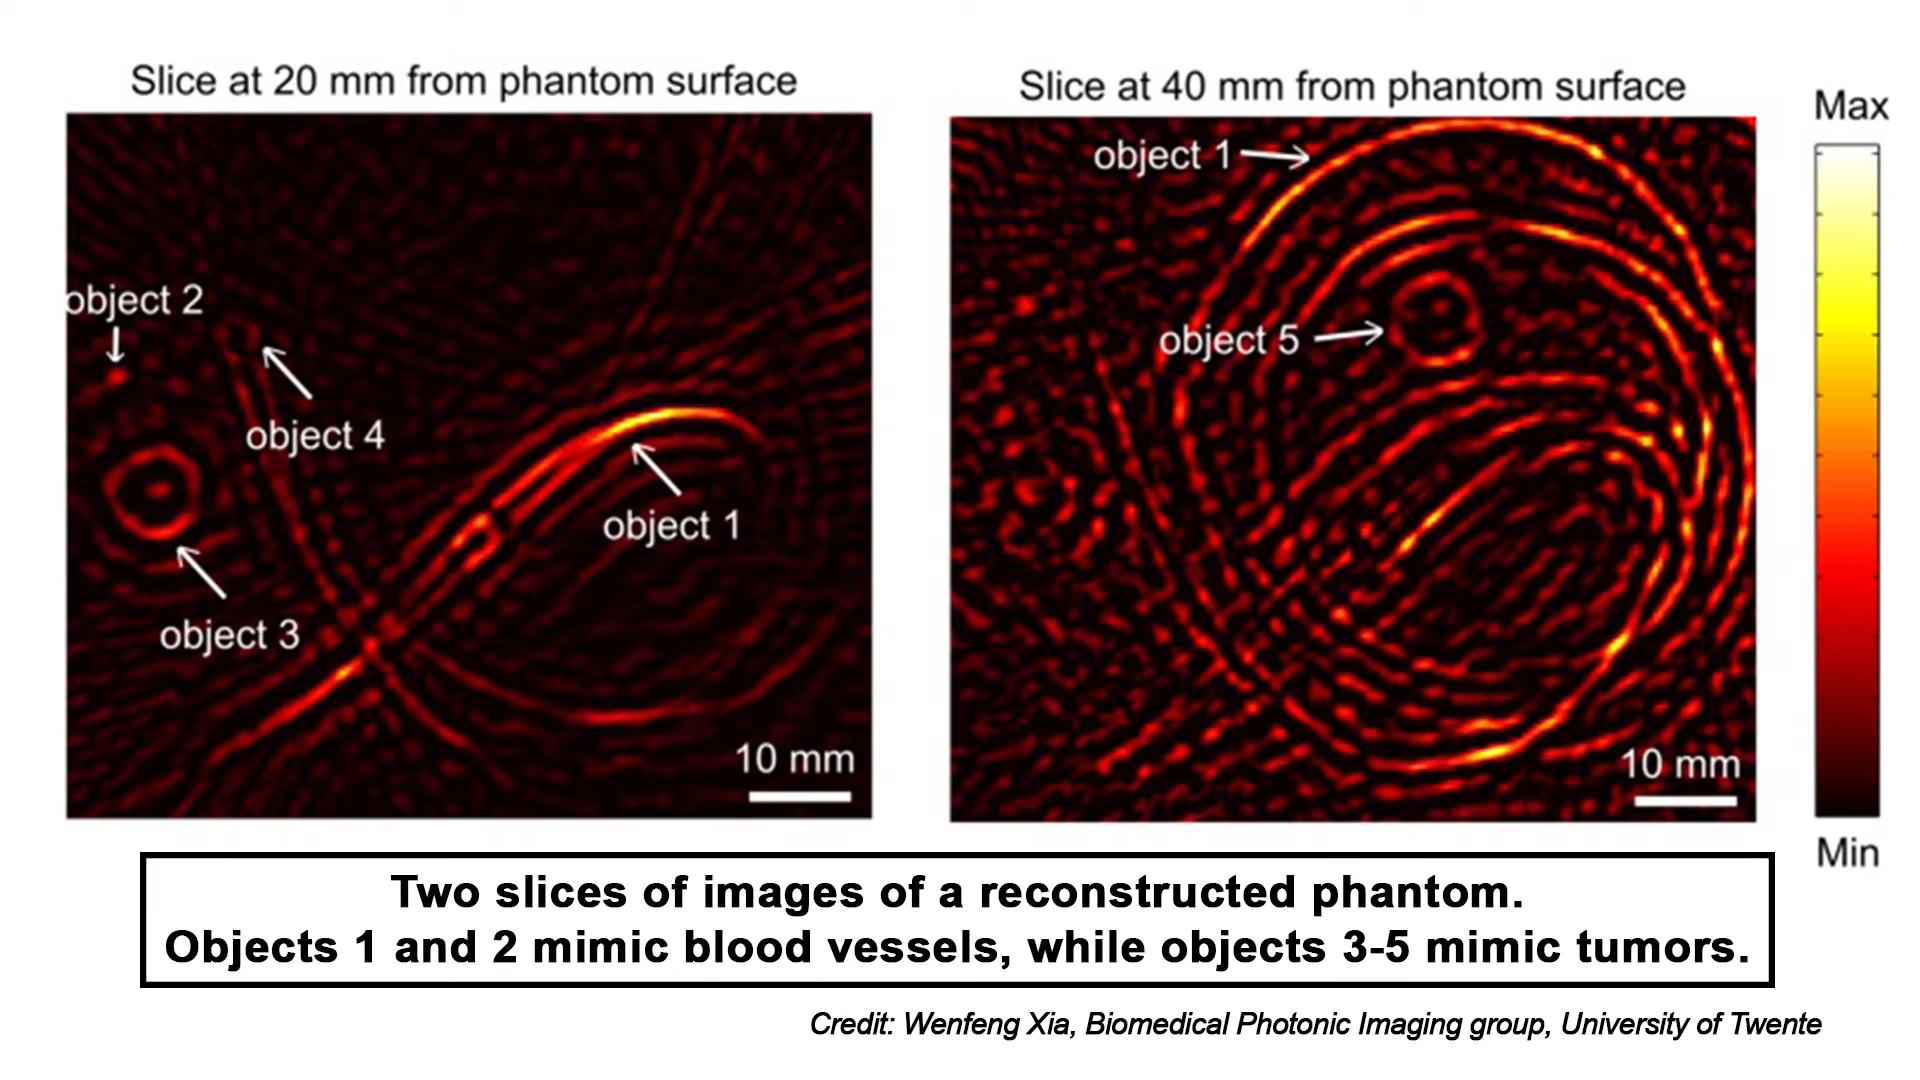 Slice at 20 mm from phantom surface
object 2
object 4
object 1
object 3
10 mm
Slice at 40 mm from phantom surface
object 1
object 5
10 mm
Max
Min
Two slices of images of a reconstructed phantom.
Objects 1 and 2 mimic blood vessels, while objects 3-5 mimic tumors.
Credit: Wenfeng Xia, Biomedical Photonic Imaging group, University of Twente